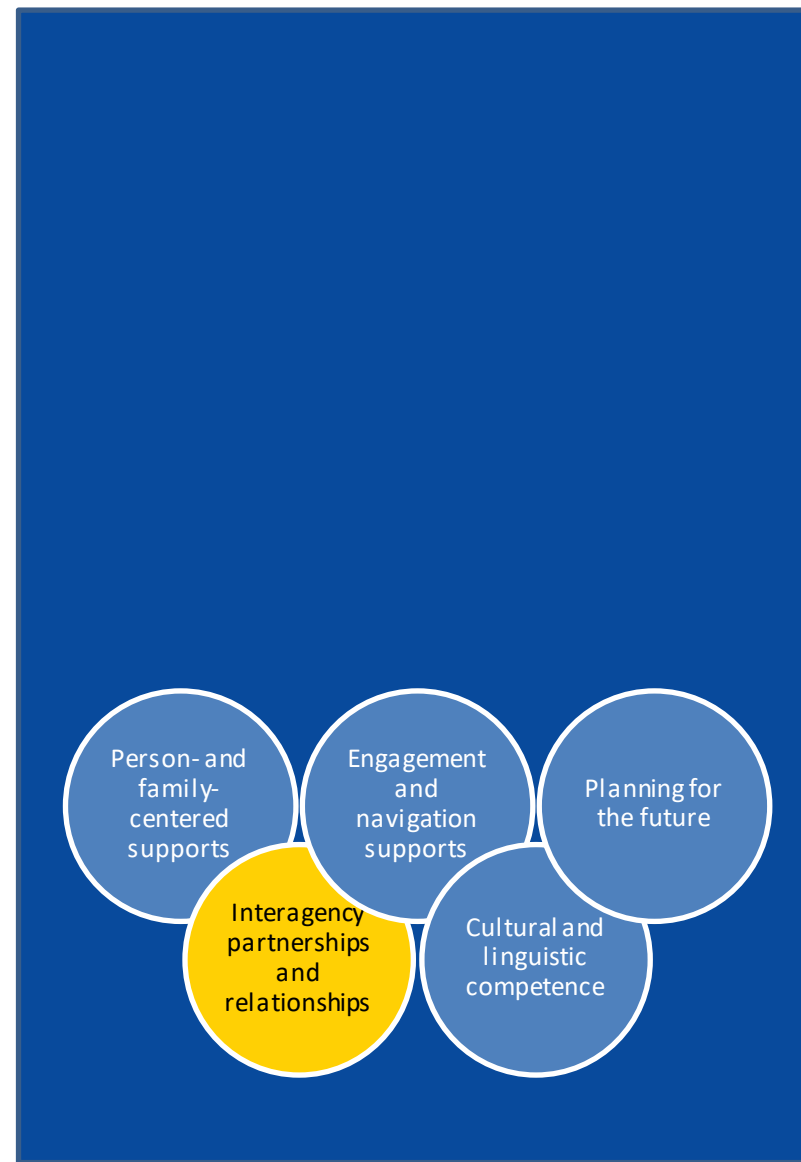 Person- and
family-
centered
supports
Engagement
and
navigation
supports
Planning for
the future
Interagency
partnerships
and
relationships
Cultural and
linguistic
competence